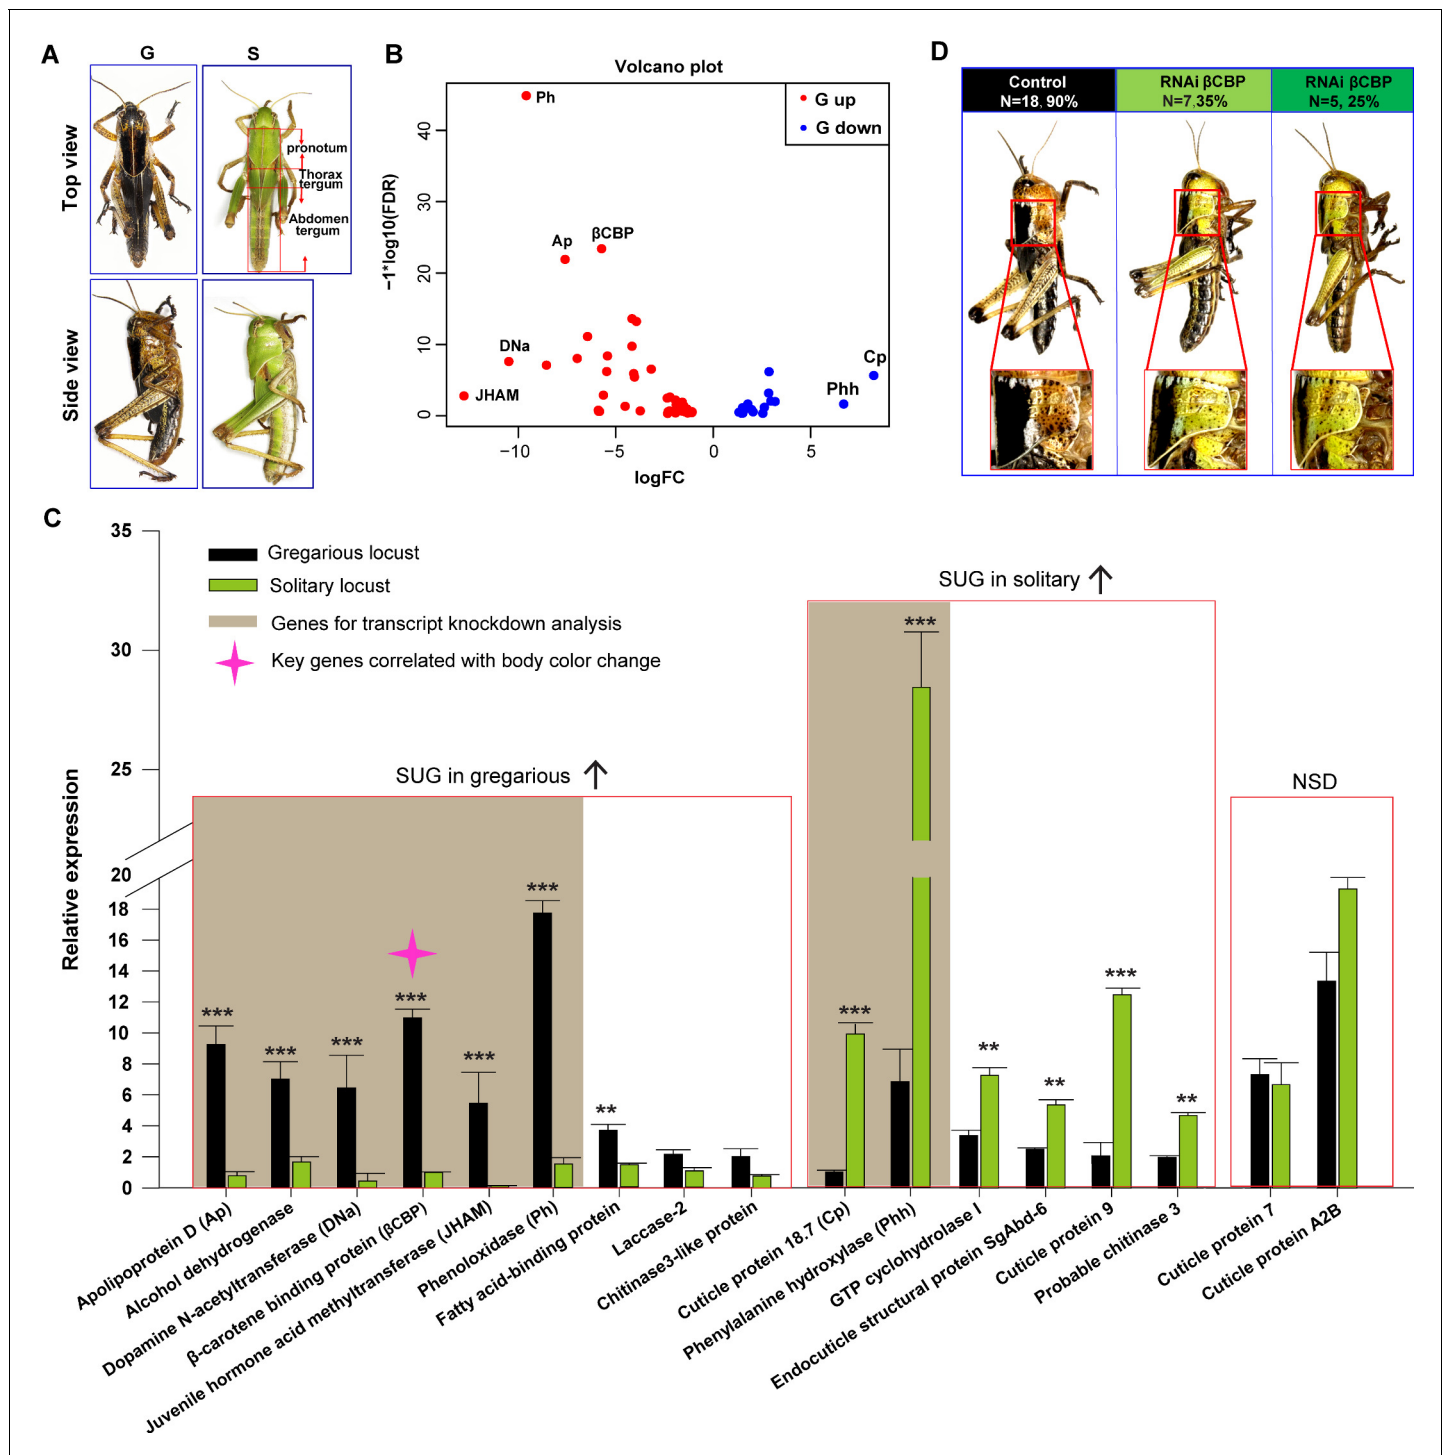 A
G
S
Top view
pronotum
Thorax
tergum
Abdomen
tergum
Side view
B
Volcano plot
G up
G down
Ph
Ap
βCBP
DNa
JHAM
Cp
Phh
−1*log10(FDR)
40
30
20
10
0
−10
−5
0
5
logFC
D
Control
N=18, 90%
RNAi βCBP
N=7,35%
RNAi βCBP
N=5, 25%
C
Gregarious locust
Solitary locust
Genes for transcript knockdown analysis
Key genes correlated with body color change
SUG in gregarious ↑
SUG in solitary ↑
NSD
Relative expression
35
30
25
20
18
16
14
12
10
8
6
4
2
0
***
***
***
***
***
***
**
***
***
**
**
***
**
Apolipoprotein D (Ap)
Alcohol dehydrogenase
Dopamine N-acetyltransferase (DNa)
β-carotene binding protein (βCBP)
Juvenile hormone acid methyltransferase (JHAM)
Phenoloxidase (Ph)
Fatty acid-binding protein
Laccase-2
Chitinase3-like protein
Cuticle protein 18.7 (Cp)
Phenylalanine hydroxylase (Phh)
GTP cyclohydrolase I
Endocuticle structural protein SgAbd-6
Cuticle protein 9
Probable chitinase 3
Cuticle protein 7
Cuticle protein A2B